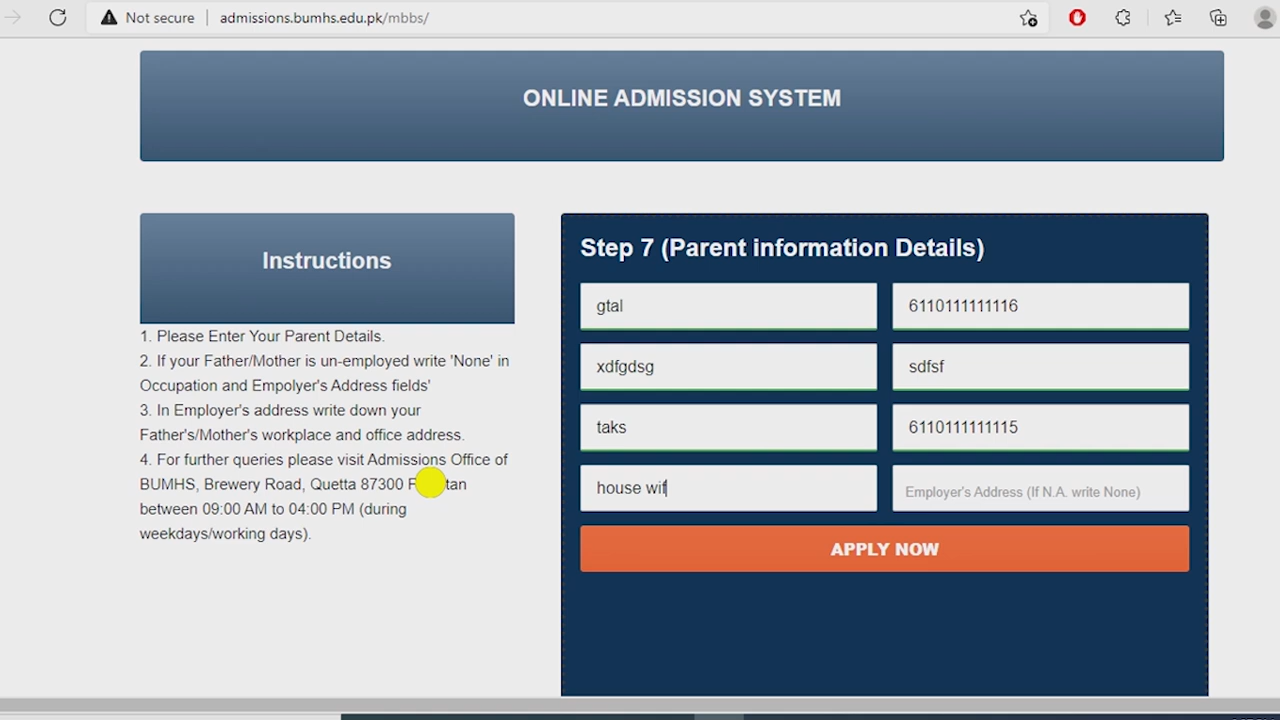 Not secure admissions.bumhs.edu.pk/mbbs/
ONLINE ADMISSION SYSTEM
Instructions
1. Please Enter Your Parent Details.
2. If your Father/Mother is un-employed write 'None' in
Occupation and Empolyer's Address fields'
3. In Employer's address write down your
Father's/Mother's workplace and office address.
4. For further queries please visit Admissions Office of
BUMHS, Brewery Road, Quetta 87300
between 09:00 AM to 04:00 PM (during
weekdays/working days).
Step 7 (Parent information Details)
gtal 6110111111116
xdfgdsg sdfsf
taks 6110111111115
house wif Employer's Address (If N.A. write None)
APPLY NOW